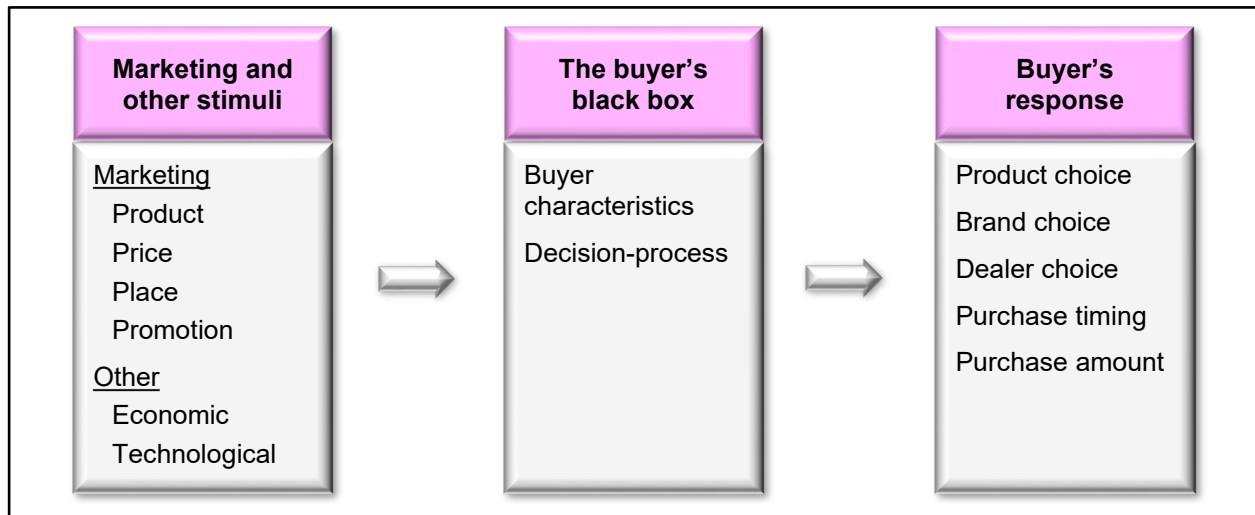 Marketing and
other stimuli
Marketing
Product
Price
Place
Promotion
Other
Economic
Technological
The buyer’s
black box
Buyer
characteristics
Decision-process
Buyer’s
response
Product choice
Brand choice
Dealer choice
Purchase timing
Purchase amount